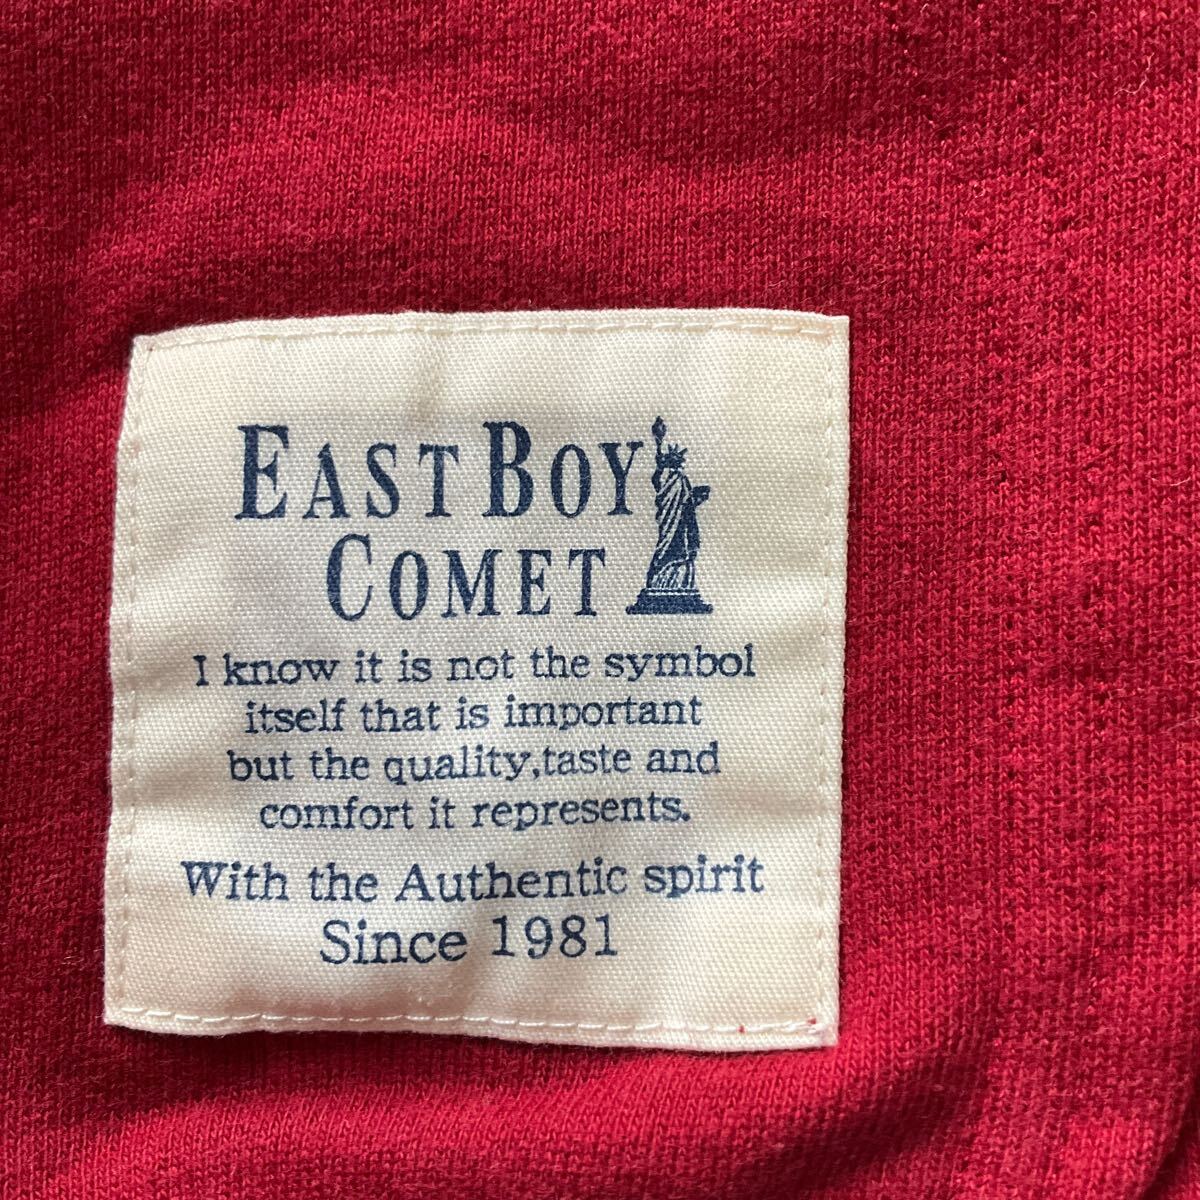 EAST BOY
COMET
I know it is not the symbol
itself that is important
but the quality,taste and
comfort it represents.
With the Authentic spirit
Since 1981